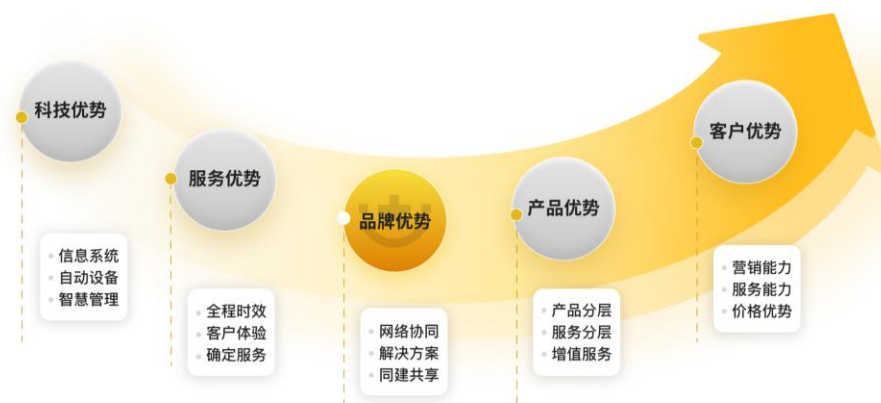 科技优势
信息系统
自动设备
智慧管理
服务优势
全程时效
客户体验
确定服务
品牌优势
网络协同
解决方案
同建共享
产品优势
产品分层
服务分层
增值服务
客户优势
营销能力
服务能力
价格优势